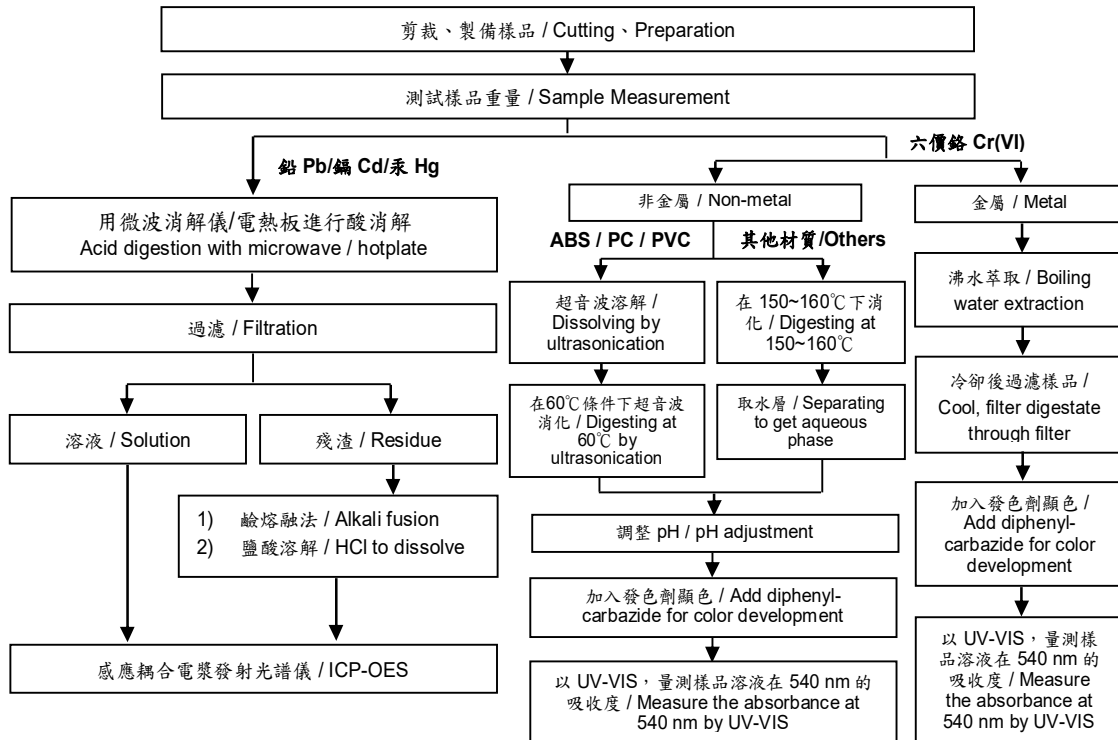 剪裁、製備樣品 / Cutting、Preparation
測試樣品重量 / Sample Measurement
鉛 Pb/鎘 Cd/汞 Hg
六價鉻 Cr(VI)
用微波消解儀/電熱板進行酸消解
Acid digestion with microwave / hotplate
過濾 / Filtration
溶液 / Solution
殘渣 / Residue
1) 鹼熔融法 / Alkali fusion
2) 鹽酸溶解 / HCl to dissolve
感應耦合電漿發射光譜儀 / ICP-OES
非金屬 / Non-metal
ABS / PC / PVC
其他材質/Others
超音波溶解 /
Dissolving by
ultrasonication
在60℃條件下超音波
消化 / Digesting at
60℃ by
ultrasonication
在 150~160℃下消
化 / Digesting at
150~160℃
取水層 / Separating
to get aqueous
phase
調整 pH / pH adjustment
加入發色劑顯色 / Add diphenyl-
carbazide for color development
以 UV-VIS，量測樣品溶液在 540 nm 的
吸收度 / Measure the absorbance at
540 nm by UV-VIS
金屬 / Metal
沸水萃取 / Boiling
water extraction
冷卻後過濾樣品 /
Cool, filter digestate
through filter
加入發色劑顯色 /
Add diphenyl-
carbazide for color
development
以 UV-VIS，量測樣
品溶液在 540 nm 的
吸收度 / Measure
the absorbance at
540 nm by UV-VIS